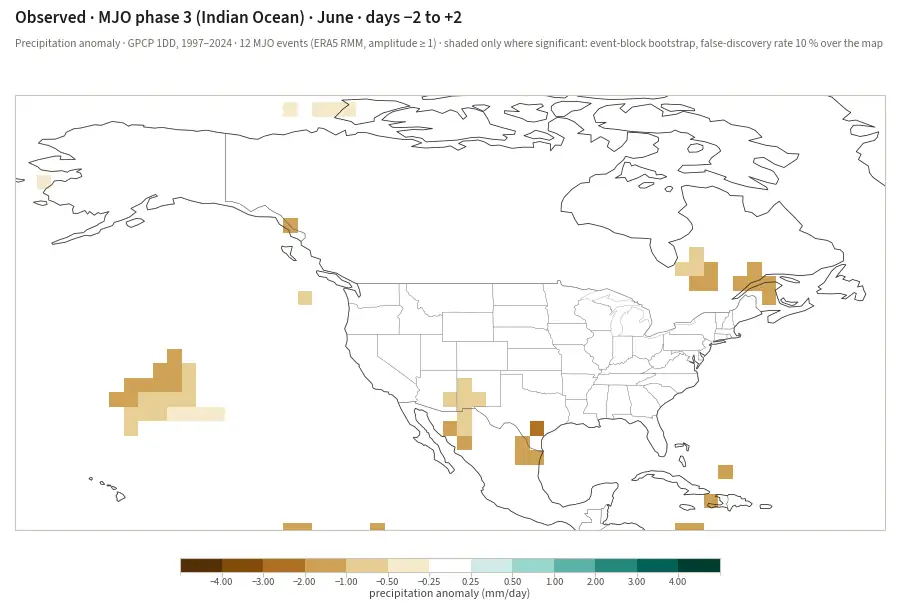 Observed · MJO phase 3 (Indian Ocean) · June · days −2 to +2
Precipitation anomaly · GPCP 1DD, 1997–2024 · 12 MJO events (ERA5 RMM, amplitude ≥ 1) · shaded only where significant: event-block bootstrap, false-discovery rate 10 % over the map
−4.00 −3.00 −2.00 −1.00 −0.50 −0.25 0.25 0.50 1.00 2.00 3.00 4.00
precipitation anomaly (mm/day)